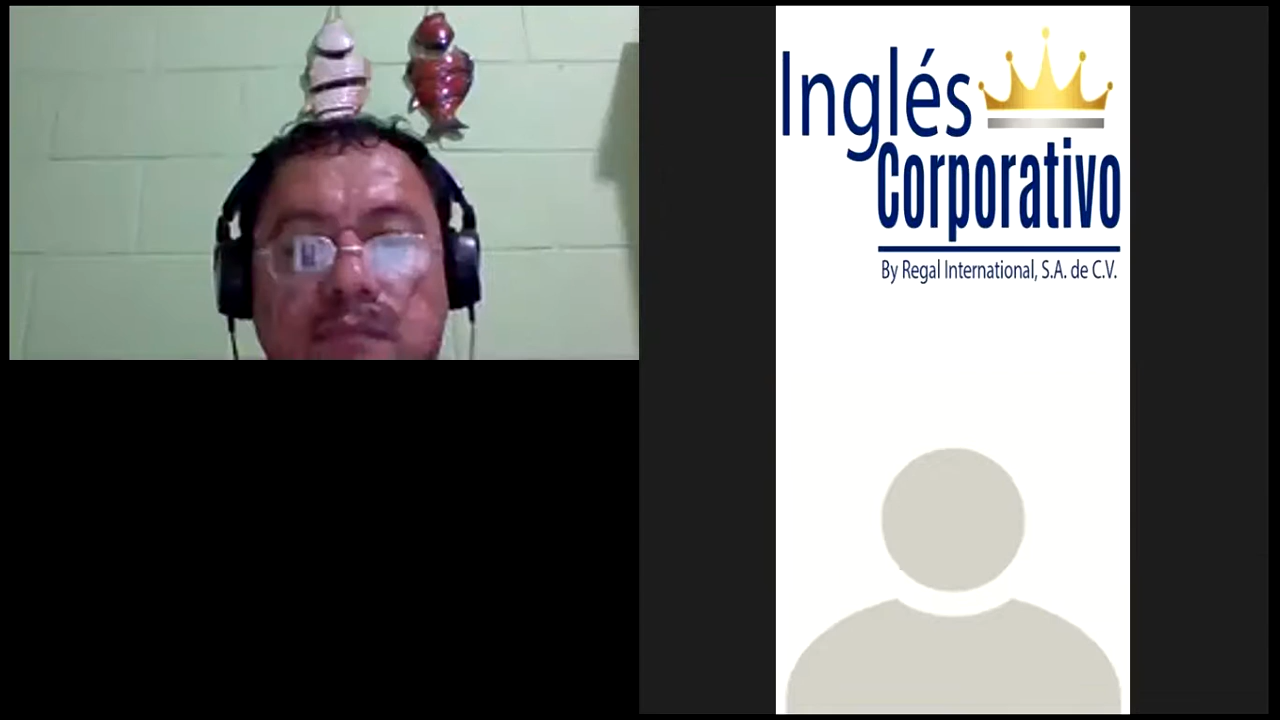 Inglés
Corporativo
By Regal International, S.A. de C.V.